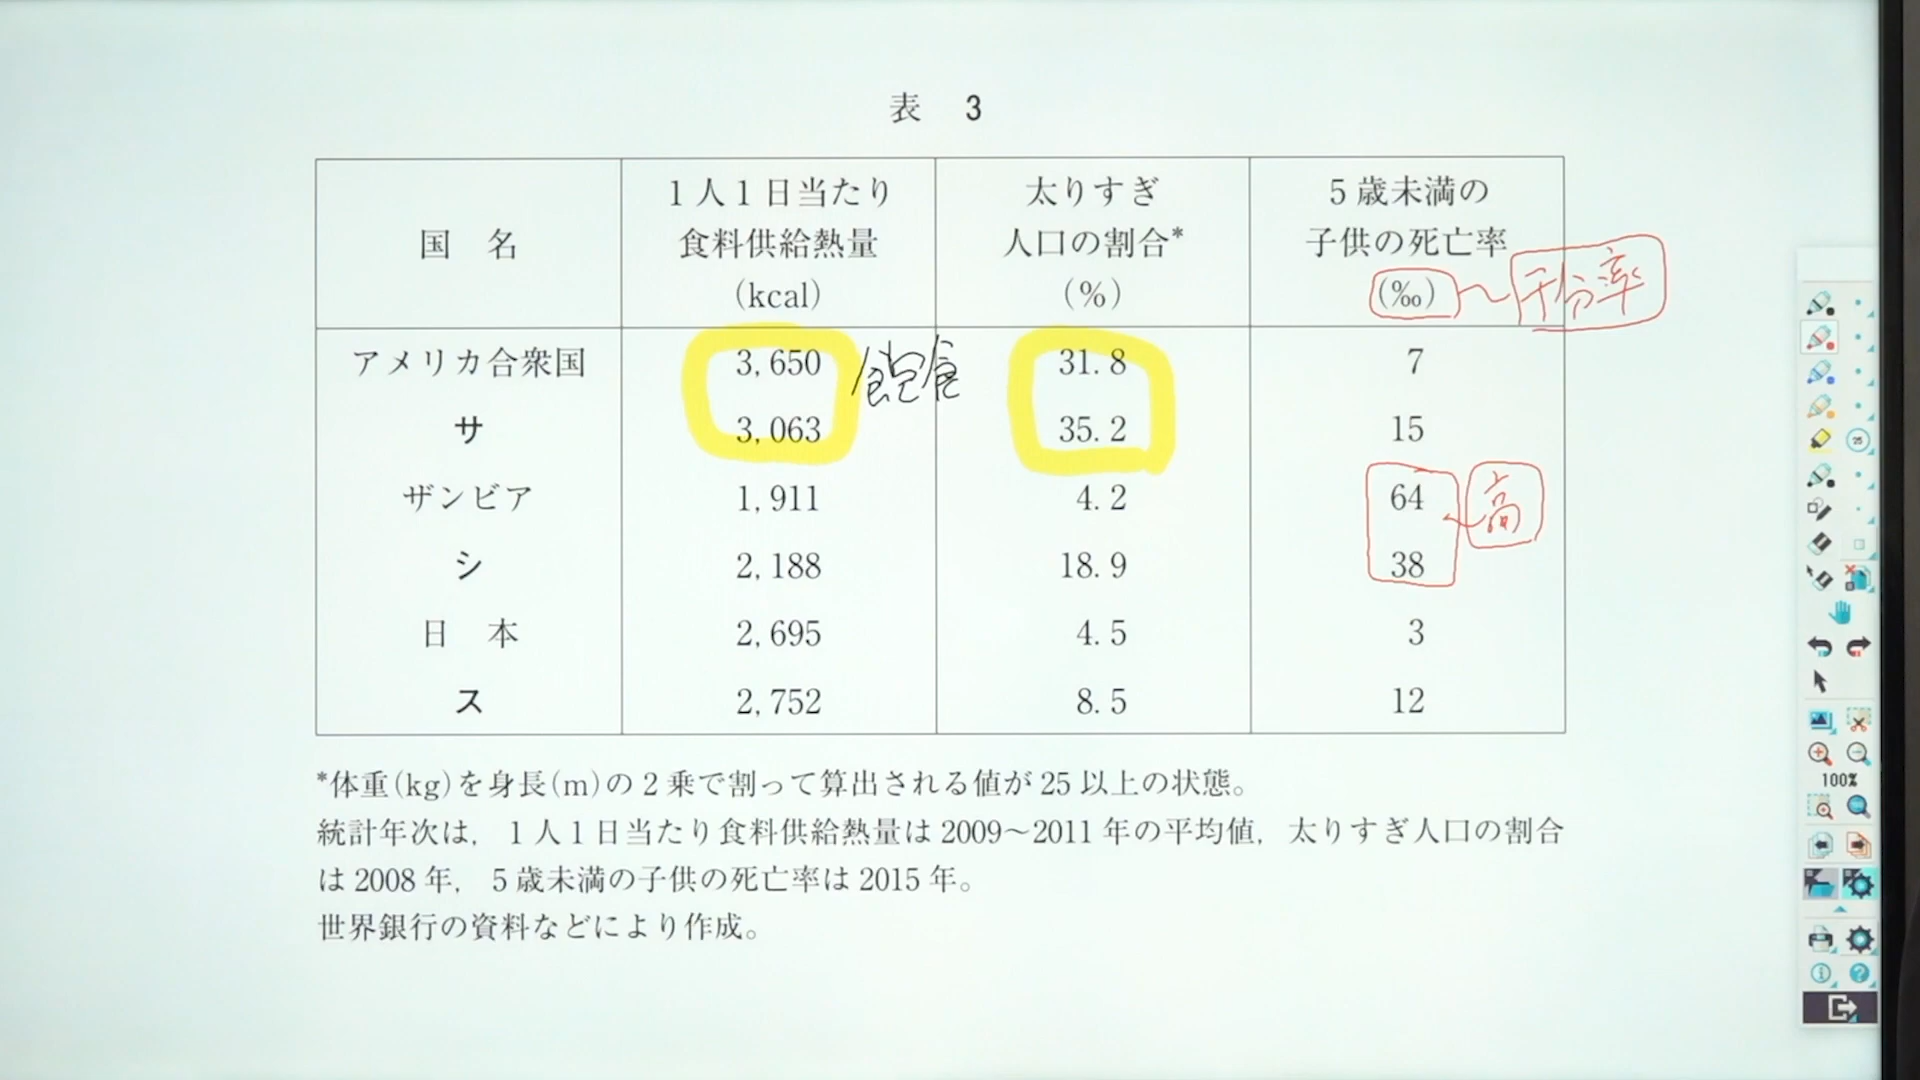 表 3
国 名
1人1日当たり
食料供給熱量
(kcal)
太りすぎ
人口の割合*
(%)
5歳未満の
子供の死亡率
(‰)
千分率
アメリカ合衆国 3,650 31.8 7
飽食
サ 3,063 35.2 15
ザンビア 1,911 4.2 64
高
シ 2,188 18.9 38
日 本 2,695 4.5 3
ス 2,752 8.5 12
*体重(kg)を身長(m)の2乗で割って算出される値が25以上の状態。
統計年次は，1人1日当たり食料供給熱量は2009～2011年の平均値，太りすぎ人口の割合
は2008年，5歳未満の子供の死亡率は2015年。
世界銀行の資料などにより作成。
25
100%